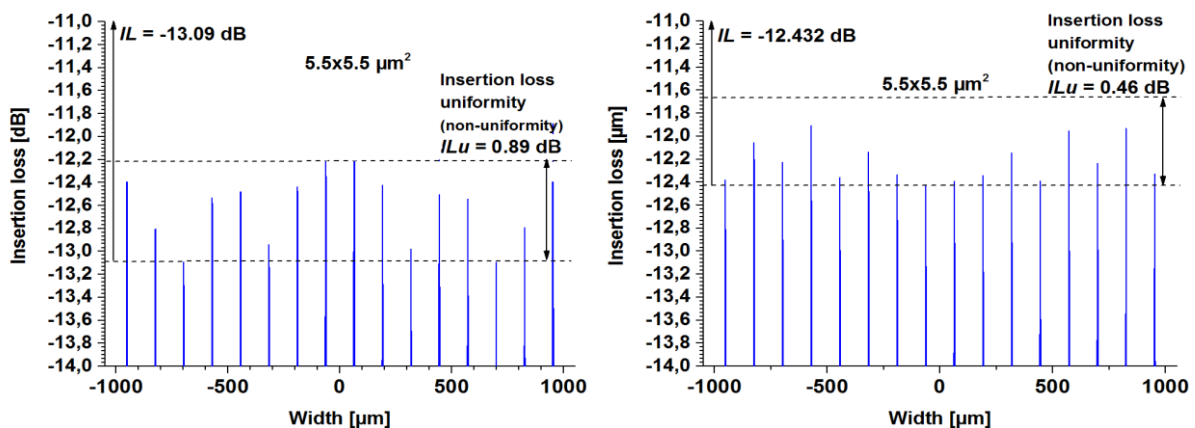 -11,0
-11,2
-11,4
-11,6
-11,8
-12,0
-12,2
-12,4
-12,6
-12,8
-13,0
-13,2
-13,4
-13,6
-13,8
-14,0
Insertion loss [dB]
IL = -13.09 dB
5.5x5.5 µm²
Insertion loss
uniformity
(non-uniformity)
ILu = 0.89 dB
-1000
-500
0
500
1000
Width [µm]
-11,0
-11,2
-11,4
-11,6
-11,8
-12,0
-12,2
-12,4
-12,6
-12,8
-13,0
-13,2
-13,4
-13,6
-13,8
-14,0
Insertion loss [µm]
IL = -12.432 dB
5.5x5.5 µm²
Insertion loss
uniformity
(non-uniformity)
ILu = 0.46 dB
-1000
-500
0
500
1000
Width [µm]